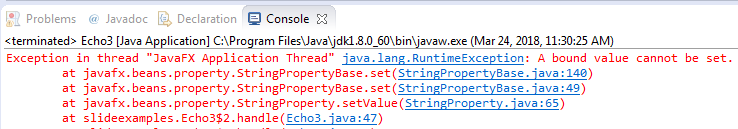 Problems @ Javadoc Declaration Console
<terminated> Echo3 [Java Application] C:\Program Files\Java\jdk1.8.0_60\bin\javaw.exe (Mar 24, 2018, 11:30:25 AM)
Exception in thread "JavaFX Application Thread" java.lang.RuntimeException: A bound value cannot be set.
at javafx.beans.property.StringPropertyBase.set(StringPropertyBase.java:140)
at javafx.beans.property.StringPropertyBase.set(StringPropertyBase.java:49)
at javafx.beans.property.StringProperty.setValue(StringProperty.java:65)
at slideexamples.Echo3$2.handle(Echo3.java:47)